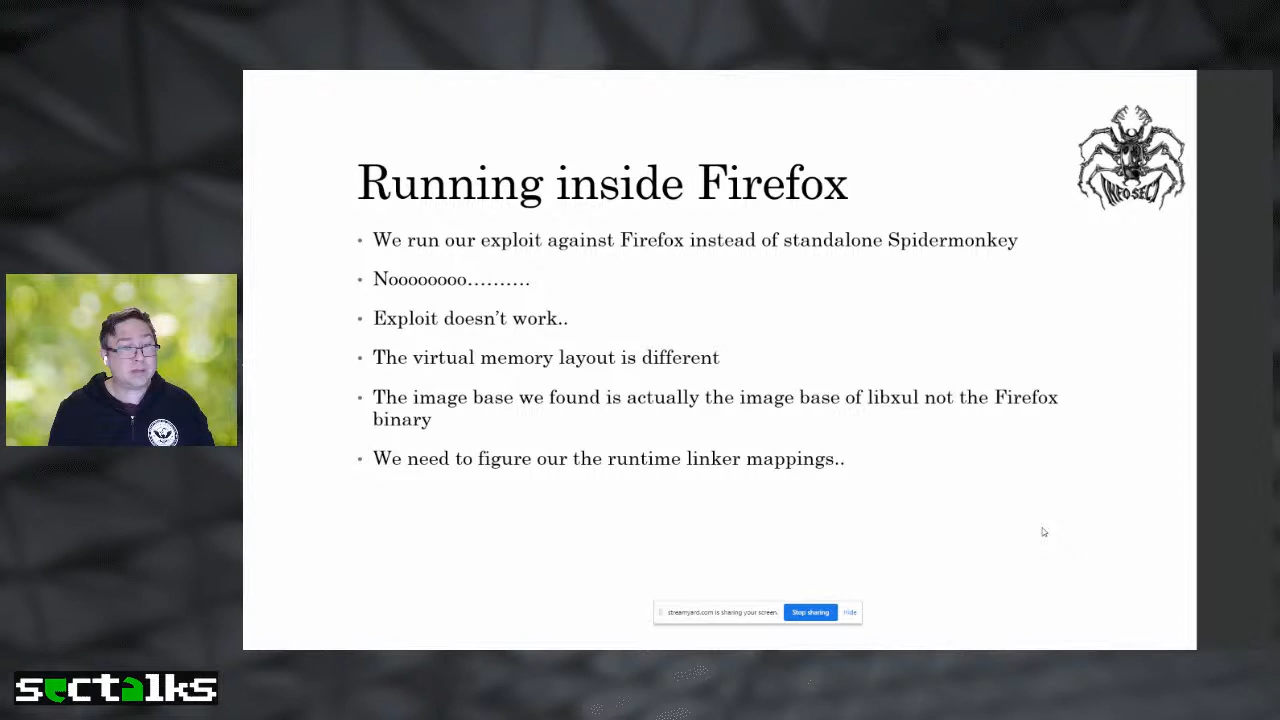 INFOSECT
Running inside Firefox
• We run our exploit against Firefox instead of standalone Spidermonkey
• Noooooooo..........
• Exploit doesn't work..
• The virtual memory layout is different
• The image base we found is actually the image base of libxul not the Firefox
binary
• We need to figure our the runtime linker mappings..
streamyard.com is sharing your screen. Stop sharing Hide
sectalks